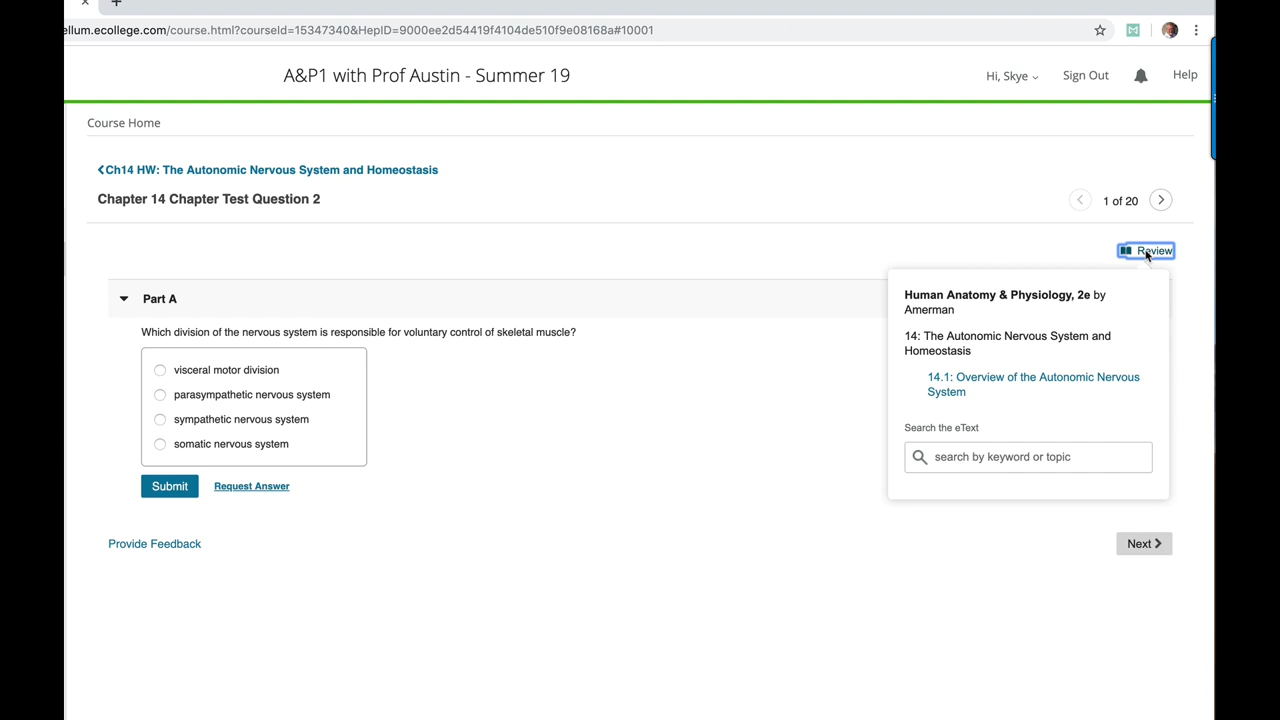 ellum.ecollege.com/course.html?courseId=15347340&HepID=9000ee2d54419f4104de510f9e08168a#10001
A&P1 with Prof Austin - Summer 19
Hi, Skye
Sign Out
Help
Course Home
Ch14 HW: The Autonomic Nervous System and Homeostasis
Chapter 14 Chapter Test Question 2
1 of 20
Review
Part A
Which division of the nervous system is responsible for voluntary control of skeletal muscle?
visceral motor division
parasympathetic nervous system
sympathetic nervous system
somatic nervous system
Submit
Request Answer
Human Anatomy & Physiology, 2e by
Amerman
14: The Autonomic Nervous System and
Homeostasis
14.1: Overview of the Autonomic Nervous
System
Search the eText
search by keyword or topic
Provide Feedback
Next